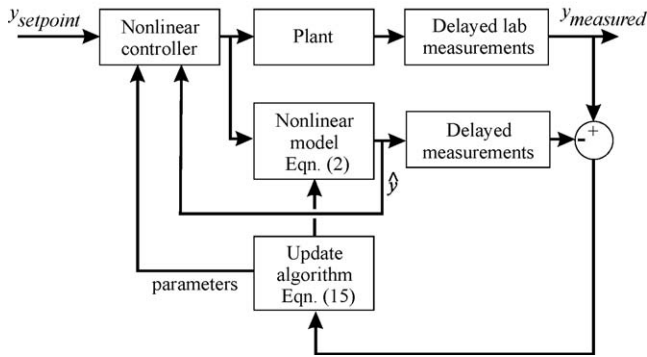 y_setpoint
Nonlinear
controller
Plant
Delayed lab
measurements
y_measured
Nonlinear
model
Eqn. (2)
Delayed
measurements
- +
ŷ
Update
algorithm
Eqn. (15)
parameters